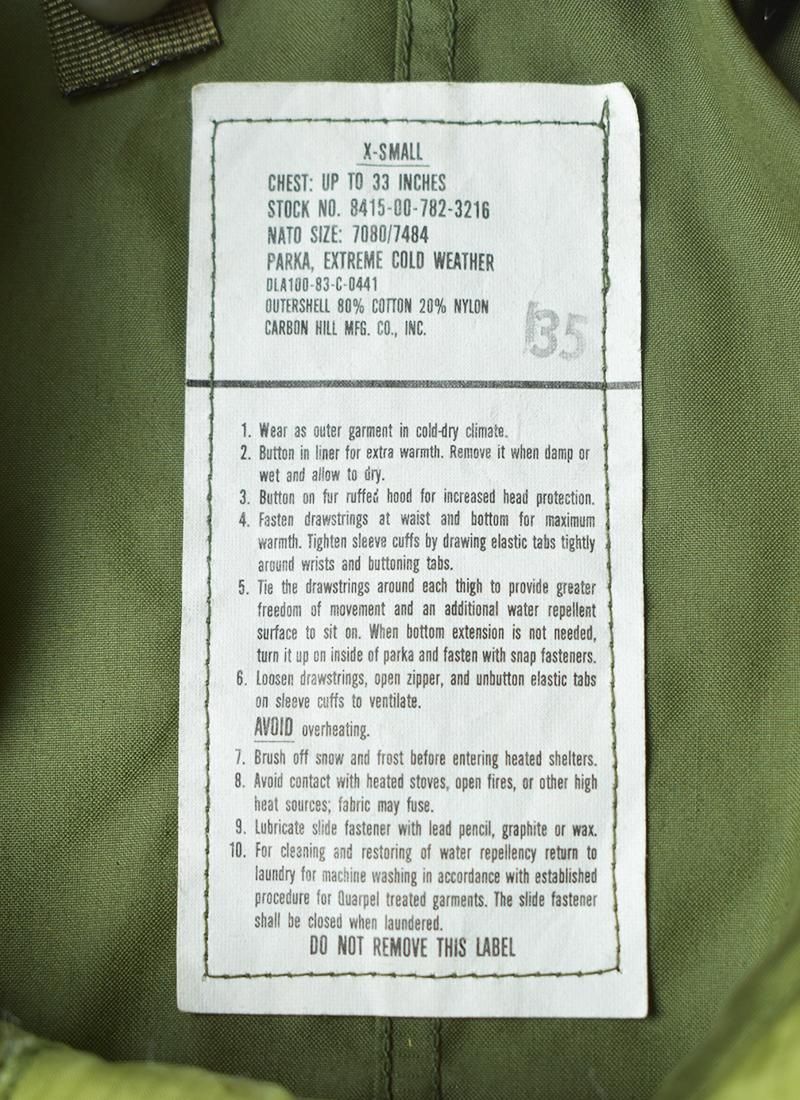 X-SMALL
CHEST: UP TO 33 INCHES
STOCK NO. 8415-00-782-3216
NATO SIZE: 7080/7484
PARKA, EXTREME COLD WEATHER
DLA100-83-C-0441
OUTERSHELL 80% COTTON 20% NYLON
CARBON HILL MFG. CO., INC.
135
1. Wear as outer garment in cold-dry climate.
2. Button in liner for extra warmth. Remove it when damp or
wet and allow to dry.
3. Button on fur ruffed hood for increased head protection.
4. Fasten drawstrings at waist and bottom for maximum
warmth. Tighten sleeve cuffs by drawing elastic tabs tightly
around wrists and buttoning tabs.
5. Tie the drawstrings around each thigh to provide greater
freedom of movement and an additional water repellent
surface to sit on. When bottom extension is not needed,
turn it up on inside of parka and fasten with snap fasteners.
6. Loosen drawstrings, open zipper, and unbutton elastic tabs
on sleeve cuffs to ventilate.
AVOID overheating.
7. Brush off snow and frost before entering heated shelters.
8. Avoid contact with heated stoves, open fires, or other high
heat sources; fabric may fuse.
9. Lubricate slide fastener with lead pencil, graphite or wax.
10. For cleaning and restoring of water repellency return to
laundry for machine washing in accordance with established
procedure for Quarpel treated garments. The slide fastener
shall be closed when laundered.
DO NOT REMOVE THIS LABEL